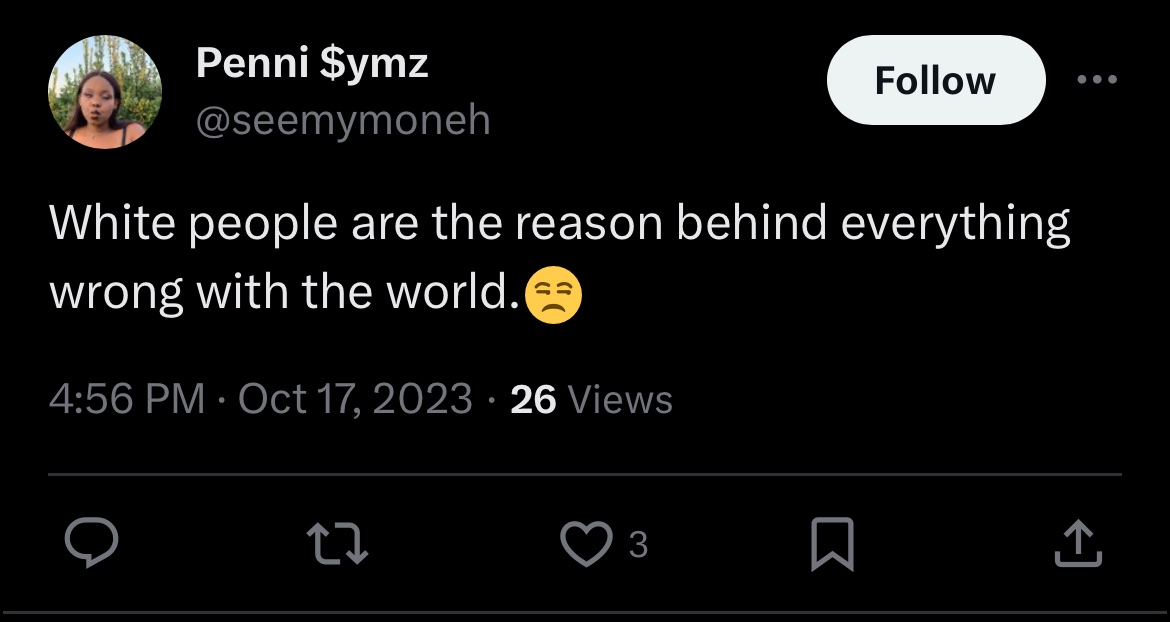 Penni $ymz
@seemymoneh
Follow
White people are the reason behind everything
wrong with the world.😒
4:56 PM · Oct 17, 2023 · 26 Views
3